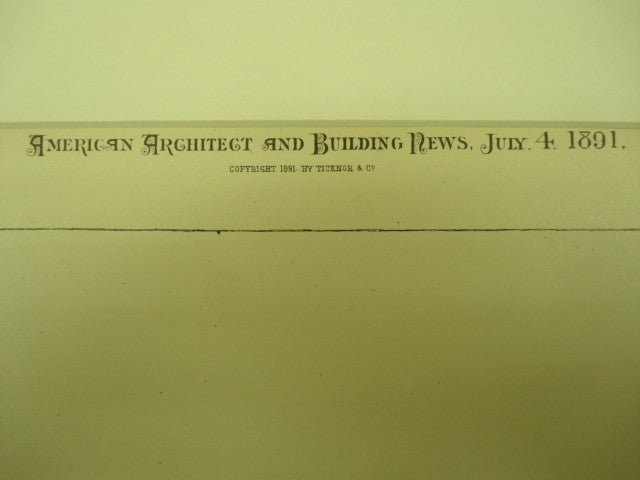 American Architect and Building News, July. 4. 1891.
COPYRIGHT 1891 BY TICKNOR & Co